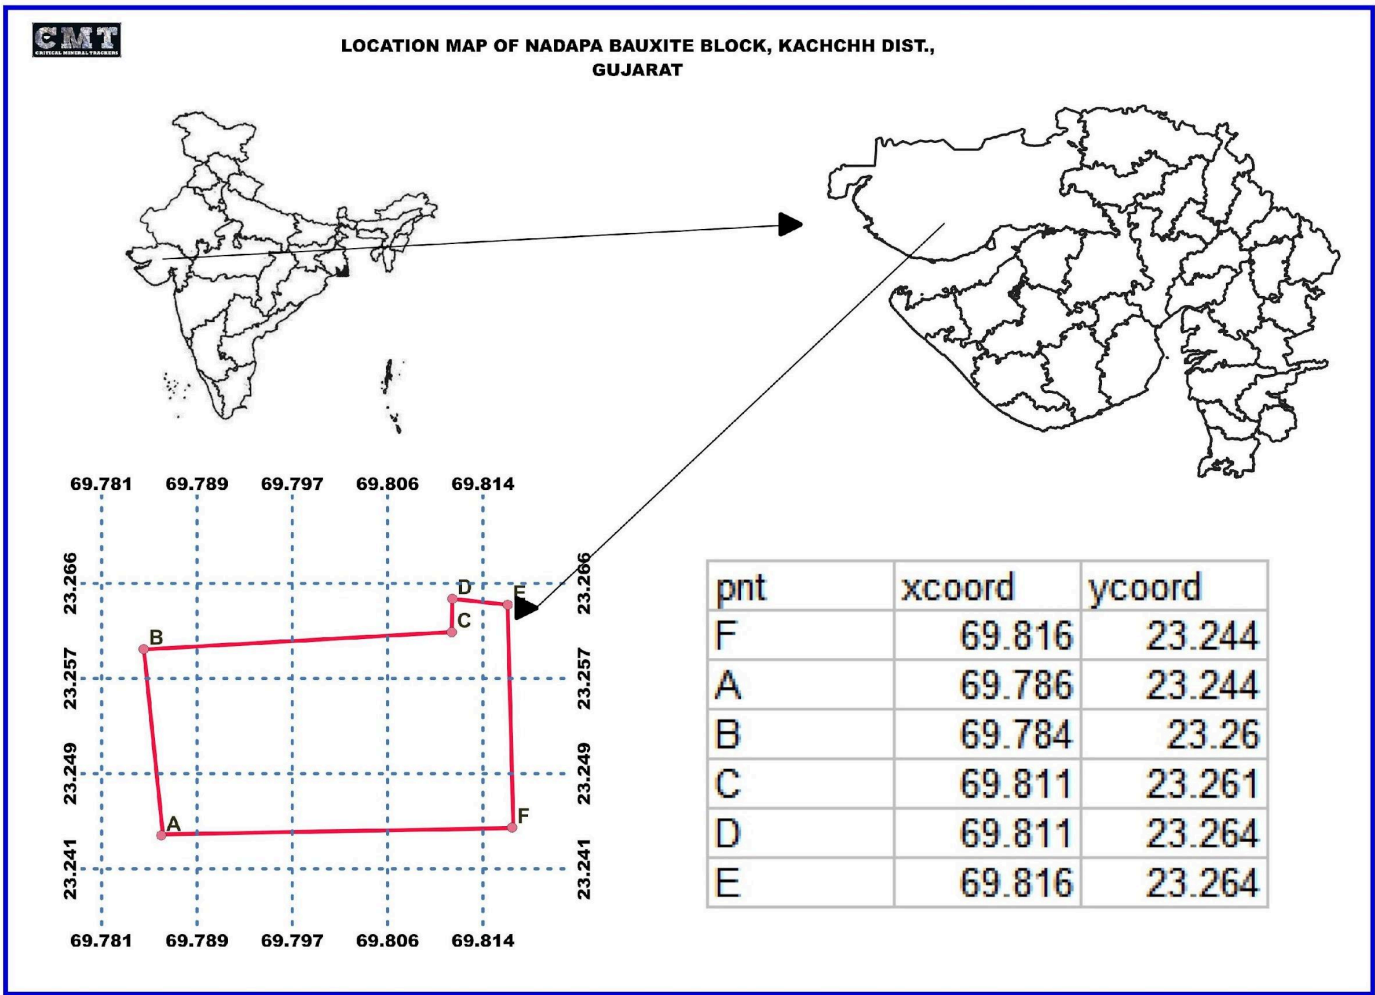 CMT
CRITICAL MINERAL TRACKERS
LOCATION MAP OF NADAPA BAUXITE BLOCK, KACHCHH DIST.,
GUJARAT
69.781 69.789 69.797 69.806 69.814
23.266 23.266
D E
C
B
23.257 23.257
23.249 23.249
A F
23.241 23.241
69.781 69.789 69.797 69.806 69.814
pnt xcoord ycoord
F 69.816 23.244
A 69.786 23.244
B 69.784 23.26
C 69.811 23.261
D 69.811 23.264
E 69.816 23.264